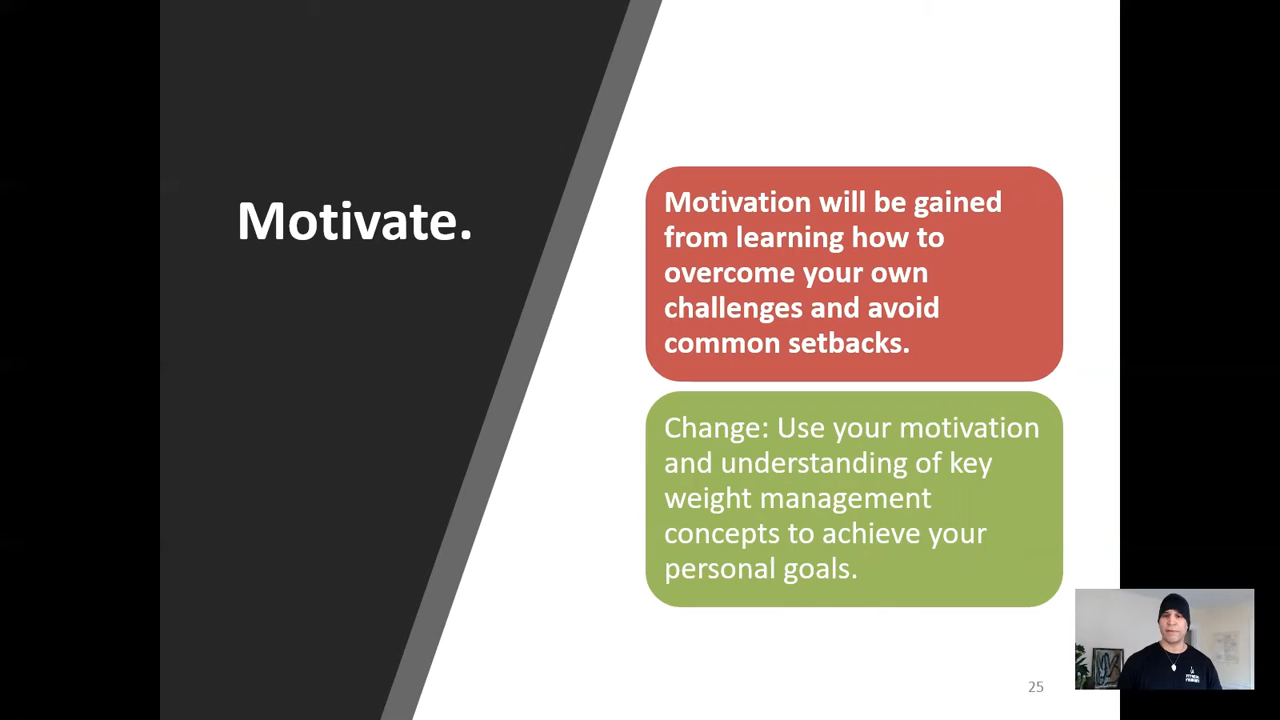 Motivate.
Motivation will be gained
from learning how to
overcome your own
challenges and avoid
common setbacks.
Change: Use your motivation
and understanding of key
weight management
concepts to achieve your
personal goals.
25